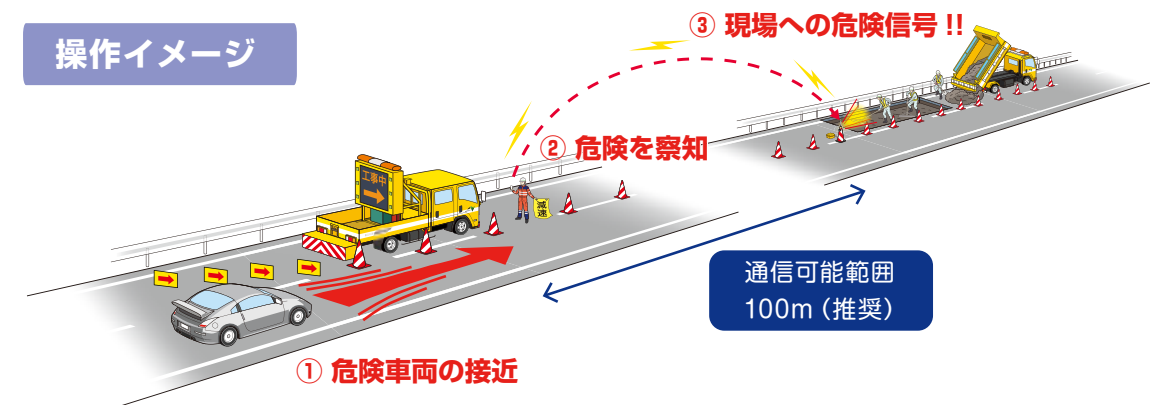 操作イメージ
③ 現場への危険信号!!
② 危険を察知
工事中
減速
通信可能範囲
100m(推奨)
① 危険車両の接近